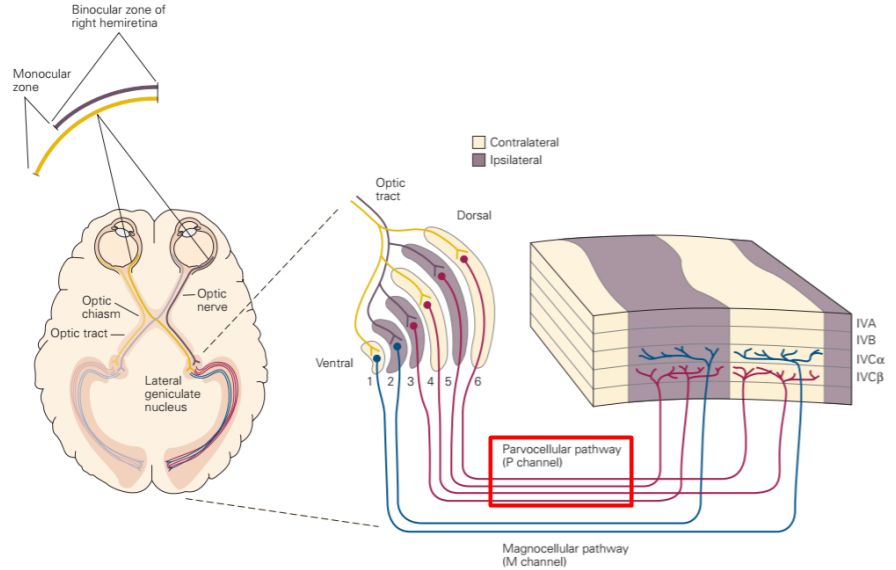 Binocular zone of
right hemiretina
Monocular
zone
Contralateral
Ipsilateral
Optic
tract
Dorsal
Optic
chiasm
Optic
nerve
Optic tract
Lateral
geniculate
nucleus
Ventral
1 2 3 4 5 6
IVA
IVB
IVCα
IVCβ
Parvocellular pathway
(P channel)
Magnocellular pathway
(M channel)